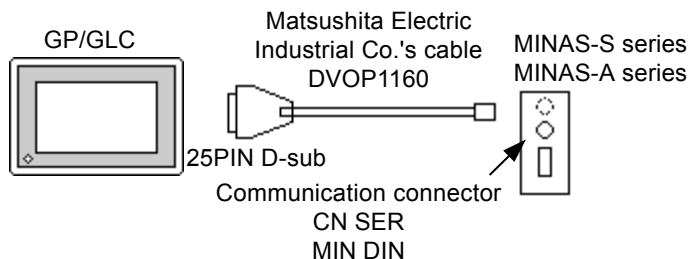 GP/GLC
Matsushita Electric
Industrial Co.'s cable
DVOP1160
MINAS-S series
MINAS-A series
25PIN D-sub
Communication connector
CN SER
MIN DIN